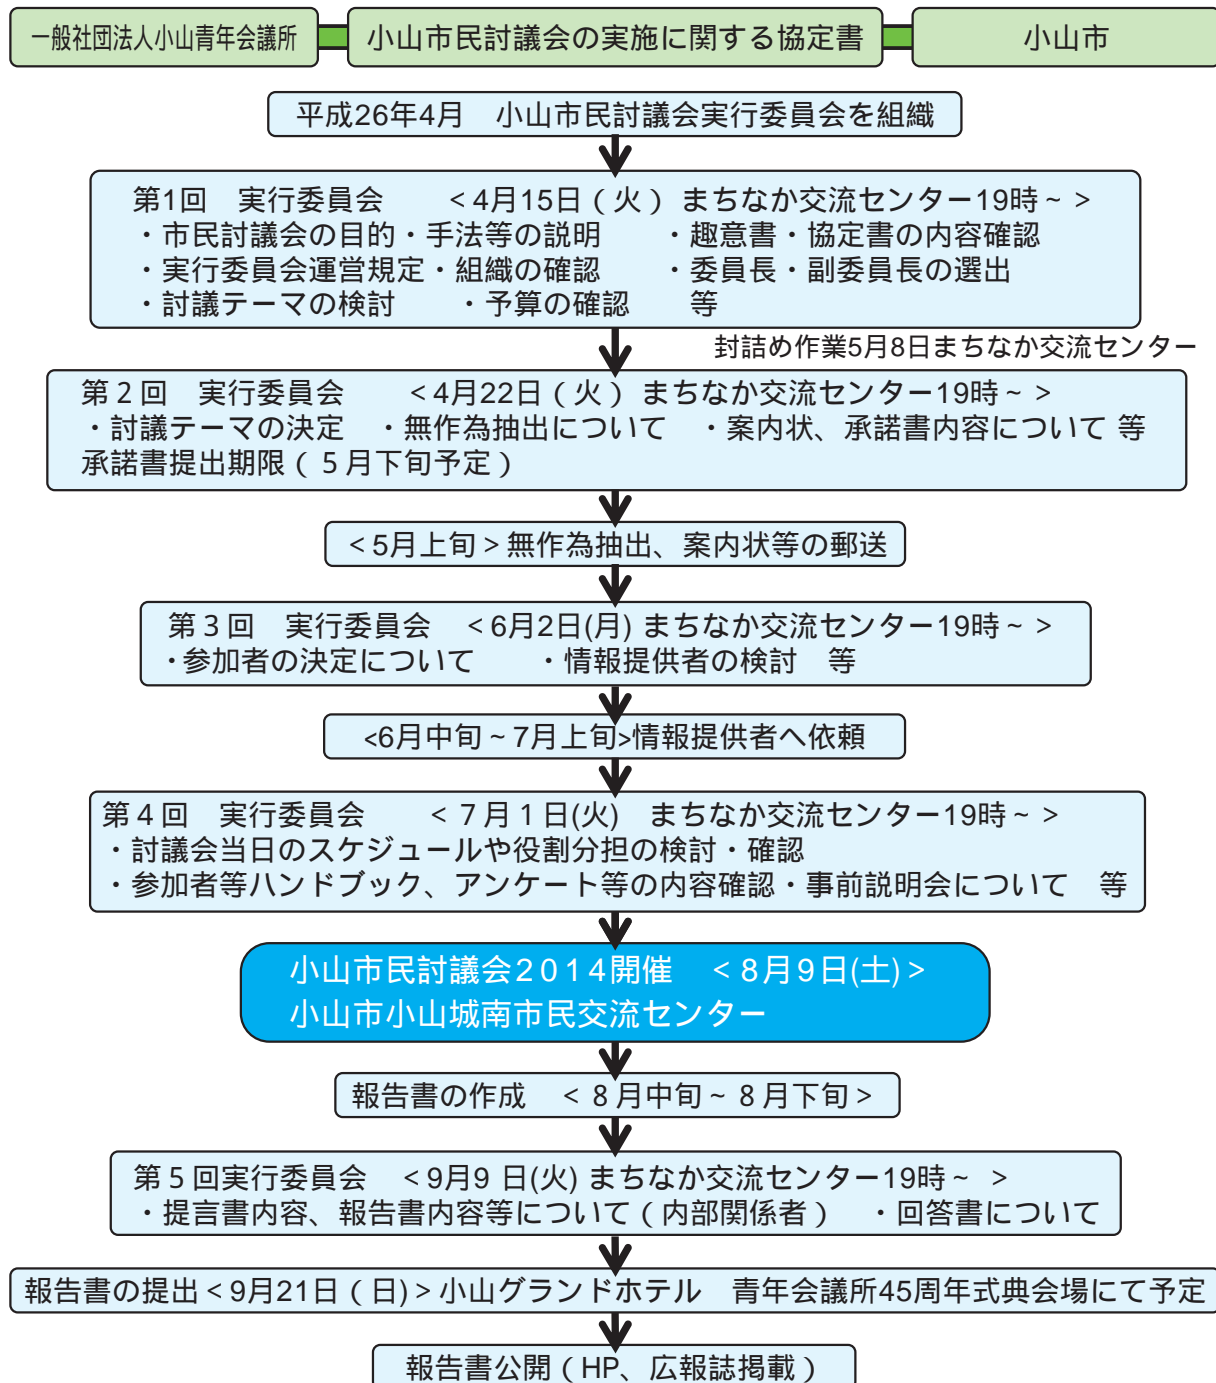 一般社団法人小山青年会議所 小山市民討議会の実施に関する協定書 小山市
平成26年4月　小山市民討議会実行委員会を組織
第1回　実行委員会　　＜4月15日（火） まちなか交流センター19時～＞
・市民討議会の目的・手法等の説明　　・趣意書・協定書の内容確認
・実行委員会運営規定・組織の確認　　・委員長・副委員長の選出
・討議テーマの検討　　・予算の確認　　等
封詰め作業5月8日まちなか交流センター
第２回　実行委員会　　＜4月22日（火） まちなか交流センター19時～＞
・討議テーマの決定　・無作為抽出について　・案内状、承諾書内容について 等
承諾書提出期限（５月下旬予定）
＜5月上旬＞無作為抽出、案内状等の郵送
第３回　実行委員会　＜6月2日(月) まちなか交流センター19時～＞
・参加者の決定について　　・情報提供者の検討　等
<6月中旬～7月上旬>情報提供者へ依頼
第４回　実行委員会　　＜７月１日(火)　まちなか交流センター19時～＞
・討議会当日のスケジュールや役割分担の検討・確認
・参加者等ハンドブック、アンケート等の内容確認・事前説明会について　等
小山市民討議会２０１４開催　＜８月９日(土)＞
小山市小山城南市民交流センター
報告書の作成　＜８月中旬～８月下旬＞
第５回実行委員会　＜9月9 日(火) まちなか交流センター19時～ ＞
・提言書内容、報告書内容等について（内部関係者）　・回答書について
報告書の提出＜9月21日（日)＞小山グランドホテル　青年会議所45周年式典会場にて予定
報告書公開（HP、広報誌掲載）